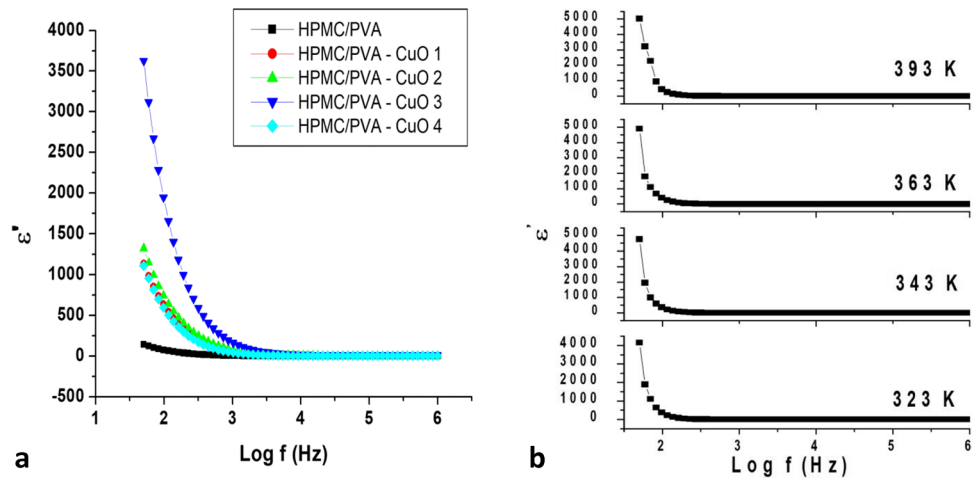 4000
3500
3000
2500
2000
1500
1000
500
0
-500
ε"
HPMC/PVA
HPMC/PVA - CuO 1
HPMC/PVA - CuO 2
HPMC/PVA - CuO 3
HPMC/PVA - CuO 4
1 2 3 4 5 6
Log f (Hz)
a
ε'
5000
4000
3000
2000
1000
0
393 K
5000
4000
3000
2000
1000
0
363 K
5000
4000
3000
2000
1000
0
343 K
4000
3000
2000
1000
0
323 K
2 3 4 5 6
Log f (Hz)
b